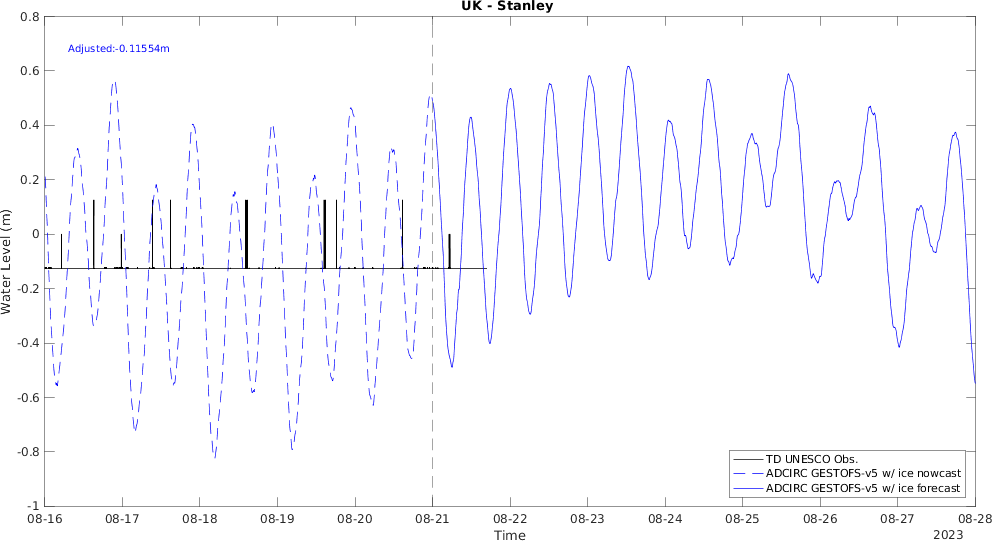 UK - Stanley
Adjusted:-0.11554m
0.8
0.6
0.4
0.2
0
-0.2
-0.4
-0.6
-0.8
-1
Water Level (m)
TD UNESCO Obs.
ADCIRC GESTOFS-v5 w/ ice nowcast
ADCIRC GESTOFS-v5 w/ ice forecast
08-16 08-17 08-18 08-19 08-20 08-21 08-22 08-23 08-24 08-25 08-26 08-27 08-28
Time
2023